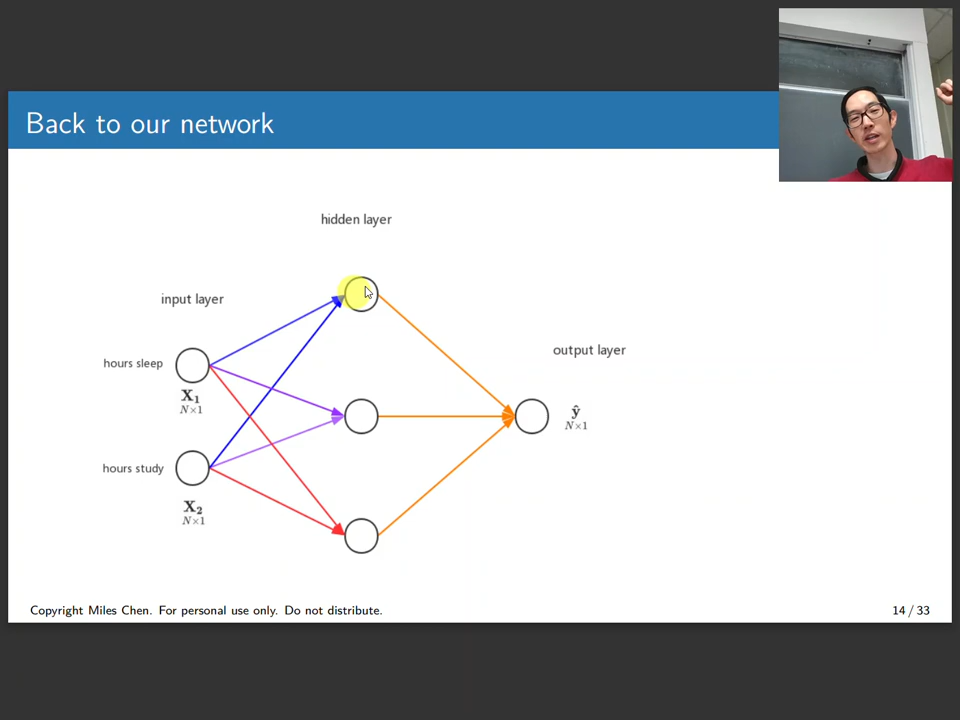 Back to our network
hidden layer
input layer
output layer
hours sleep
X₁
N×1
ŷ
N×1
hours study
X₂
N×1
Copyright Miles Chen. For personal use only. Do not distribute.
14 / 33